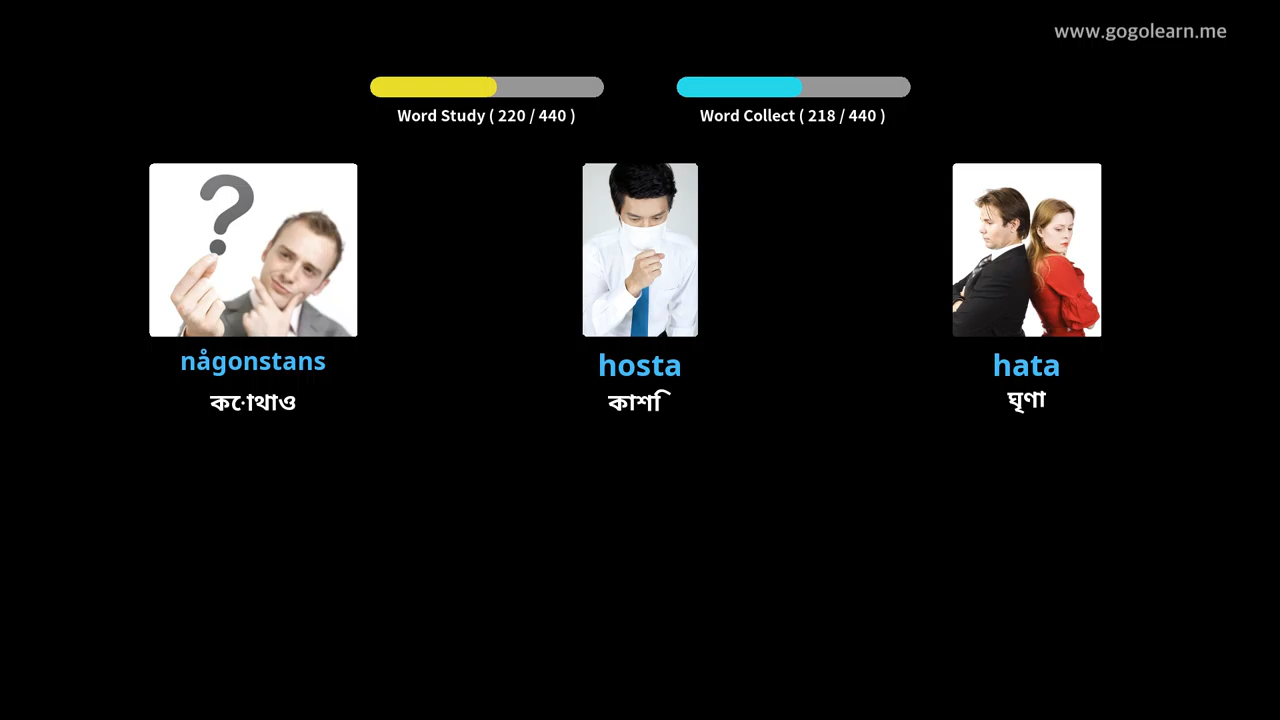 www.gogolearn.me
Word Study ( 220 / 440 )
Word Collect ( 218 / 440 )
någonstans
hosta
hata
কোথাও
কাশি
ঘৃণা